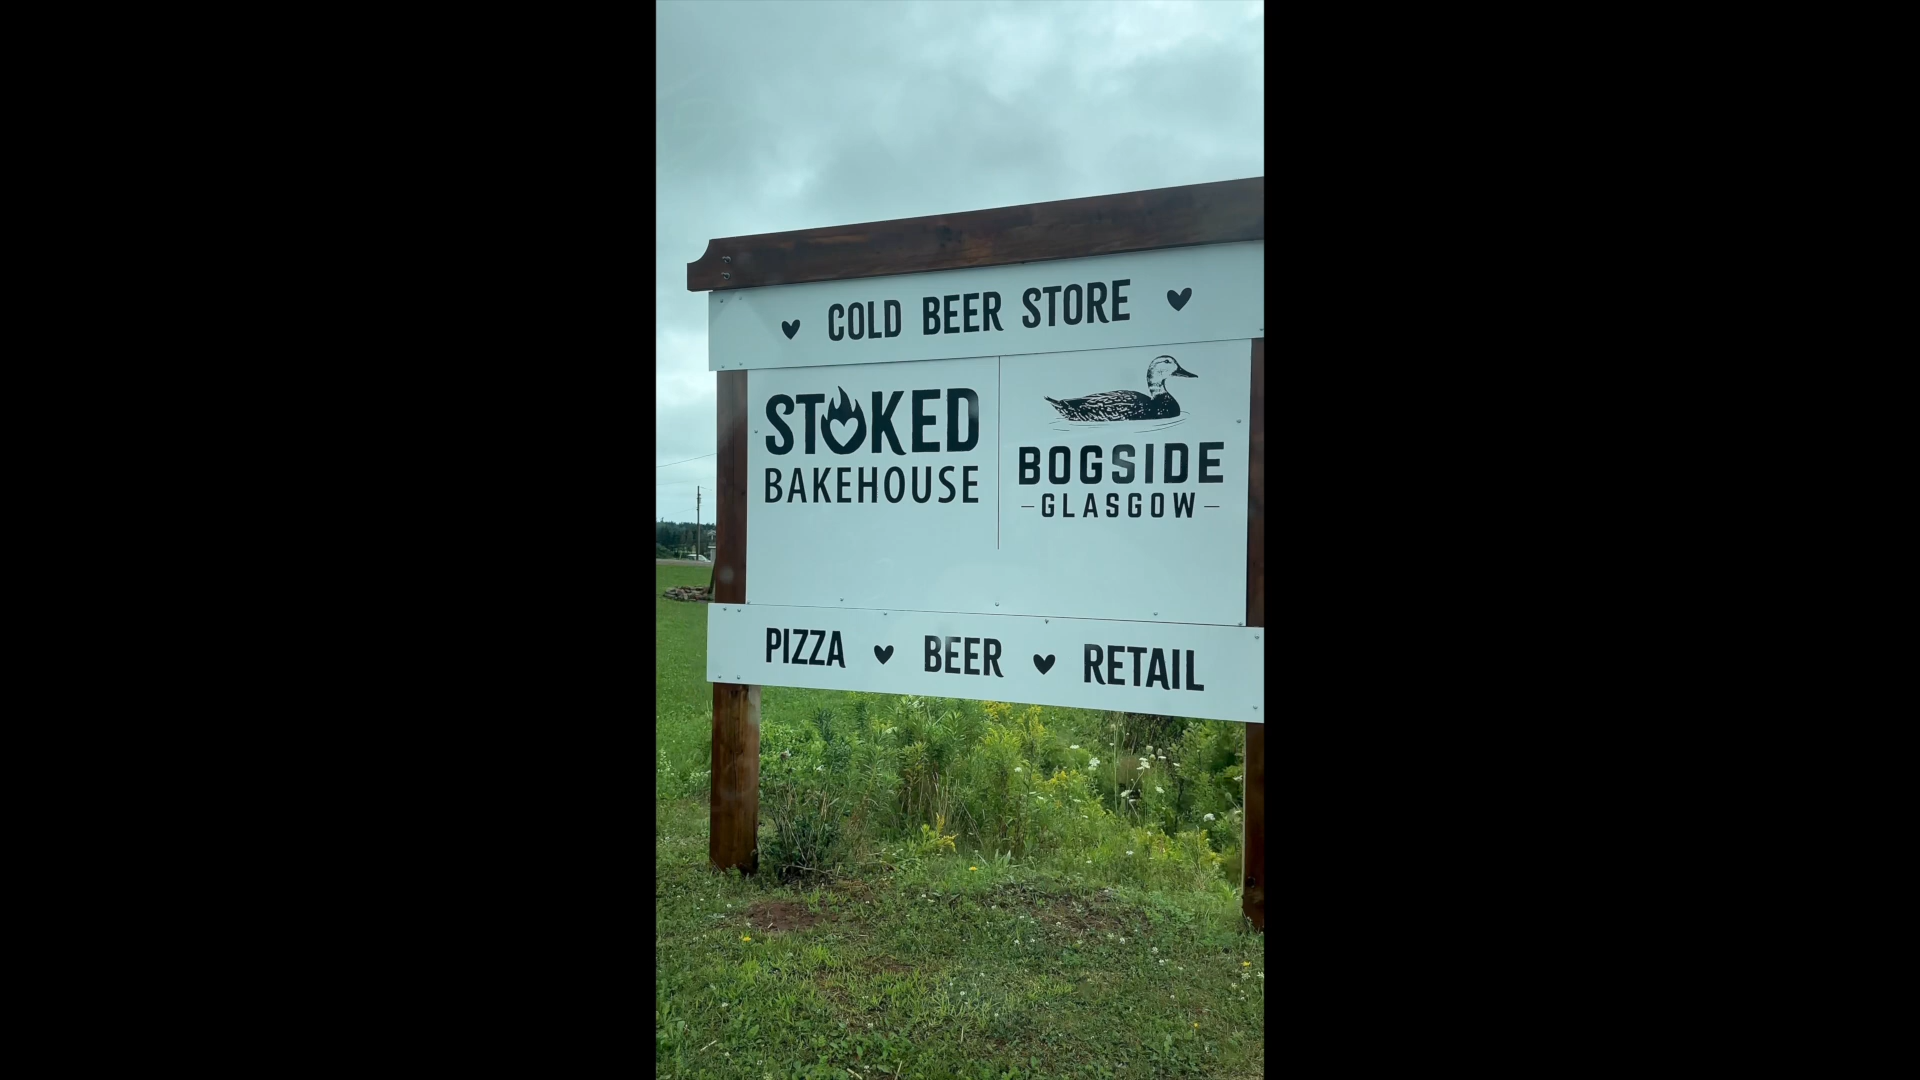 COLD BEER STORE
STOKED
BAKEHOUSE
BOGSIDE
GLASGOW
PIZZA BEER RETAIL